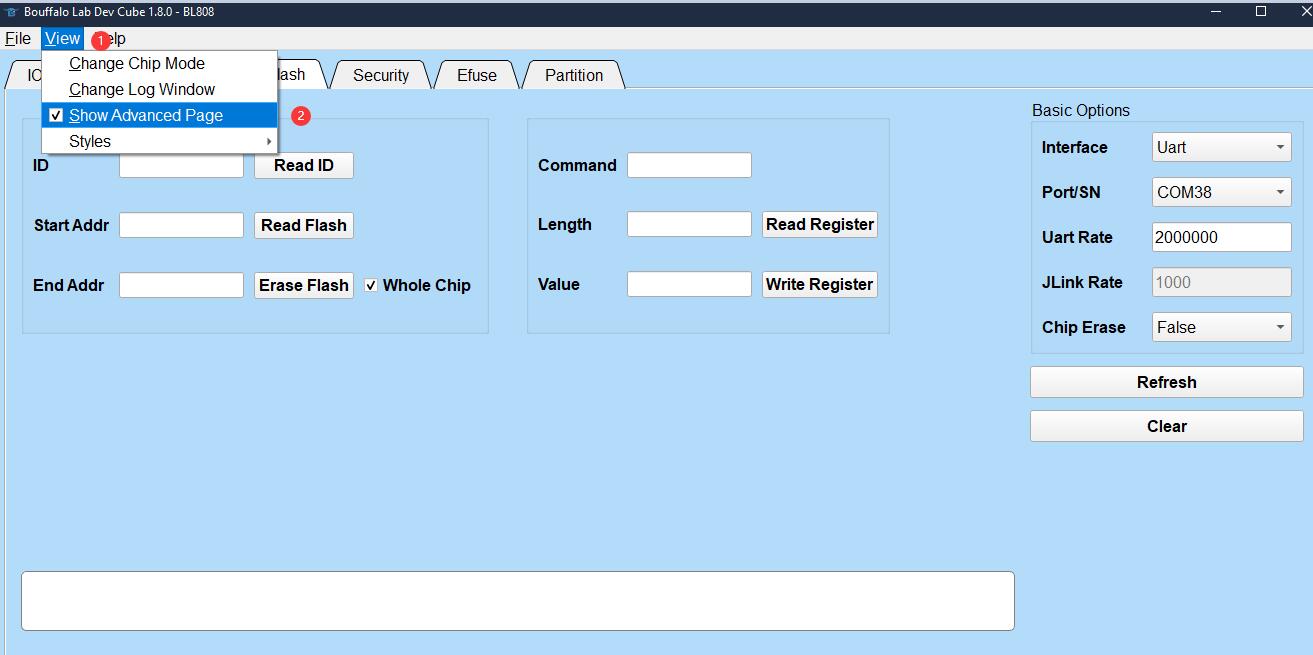 Bouffalo Lab Dev Cube 1.8.0 - BL808
File View 1 elp
Change Chip Mode
Change Log Window
Show Advanced Page 2
Styles
IO lash Security Efuse Partition
ID Read ID
Start Addr Read Flash
End Addr Erase Flash Whole Chip
Command
Length Read Register
Value Write Register
Basic Options
Interface Uart
Port/SN COM38
Uart Rate 2000000
JLink Rate 1000
Chip Erase False
Refresh
Clear